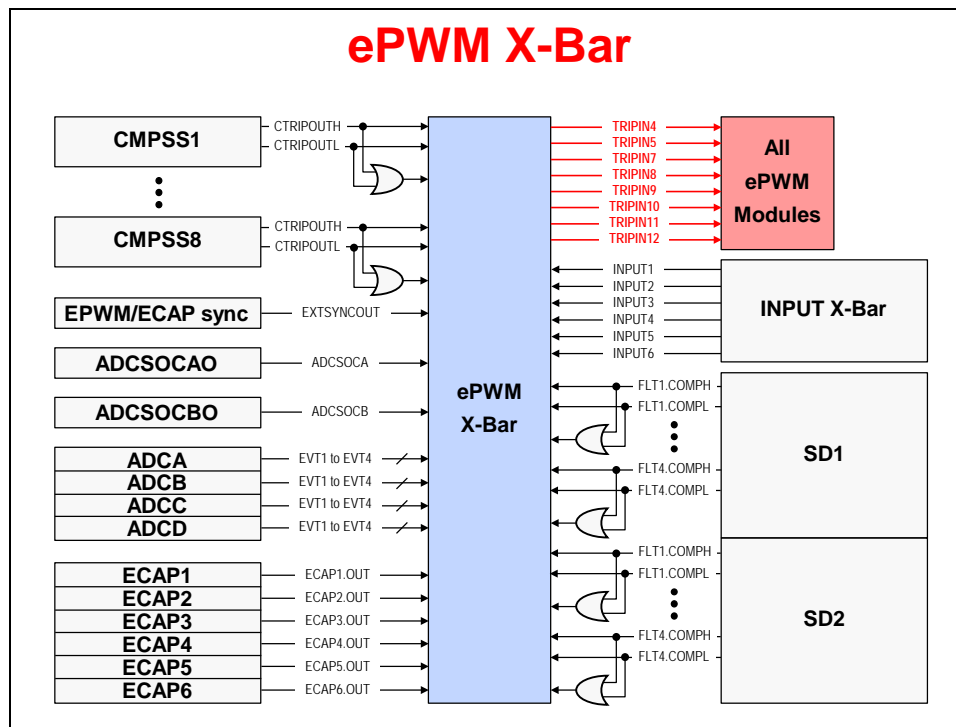 ePWM X-Bar
CMPSS1
CTRIPOUTH
CTRIPOUTL
CMPSS8
CTRIPOUTH
CTRIPOUTL
EPWM/ECAP sync
EXTSYNCOUT
ADCSOCAO
ADCSOCA
ADCSOCBO
ADCSOCB
ADCA
EVT1 to EVT4
ADCB
EVT1 to EVT4
ADCC
EVT1 to EVT4
ADCD
EVT1 to EVT4
ECAP1
ECAP1.OUT
ECAP2
ECAP2.OUT
ECAP3
ECAP3.OUT
ECAP4
ECAP4.OUT
ECAP5
ECAP5.OUT
ECAP6
ECAP6.OUT
ePWM
X-Bar
TRIPIN4
TRIPIN5
TRIPIN7
TRIPIN8
TRIPIN9
TRIPIN10
TRIPIN11
TRIPIN12
All
ePWM
Modules
INPUT1
INPUT2
INPUT3
INPUT4
INPUT5
INPUT6
INPUT X-Bar
FLT1.COMPH
FLT1.COMPL
FLT4.COMPH
FLT4.COMPL
SD1
FLT1.COMPH
FLT1.COMPL
FLT4.COMPH
FLT4.COMPL
SD2